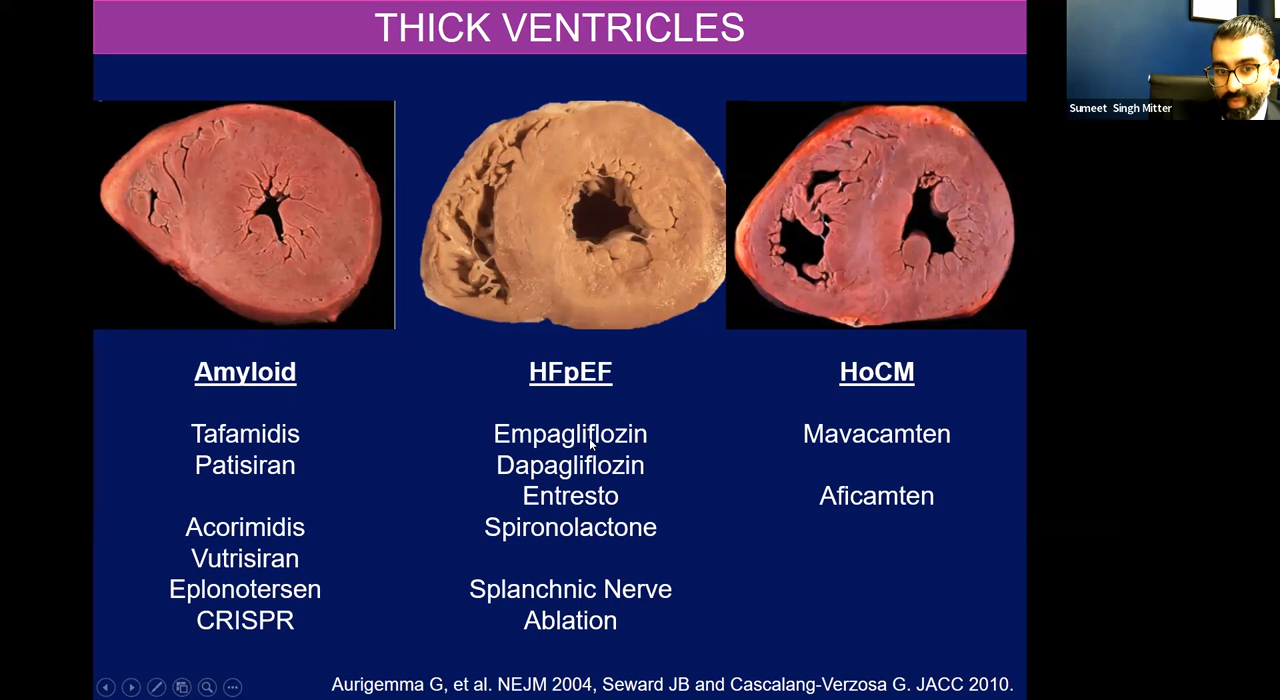 THICK VENTRICLES
Sumeet Singh Mitter
Amyloid
Tafamidis
Patisiran
Acorimidis
Vutrisiran
Eplonotersen
CRISPR
HFpEF
Empagliflozin
Dapagliflozin
Entresto
Spironolactone
Splanchnic Nerve
Ablation
HoCM
Mavacamten
Aficamten
Aurigemma G, et al. NEJM 2004, Seward JB and Cascalang-Verzosa G. JACC 2010.